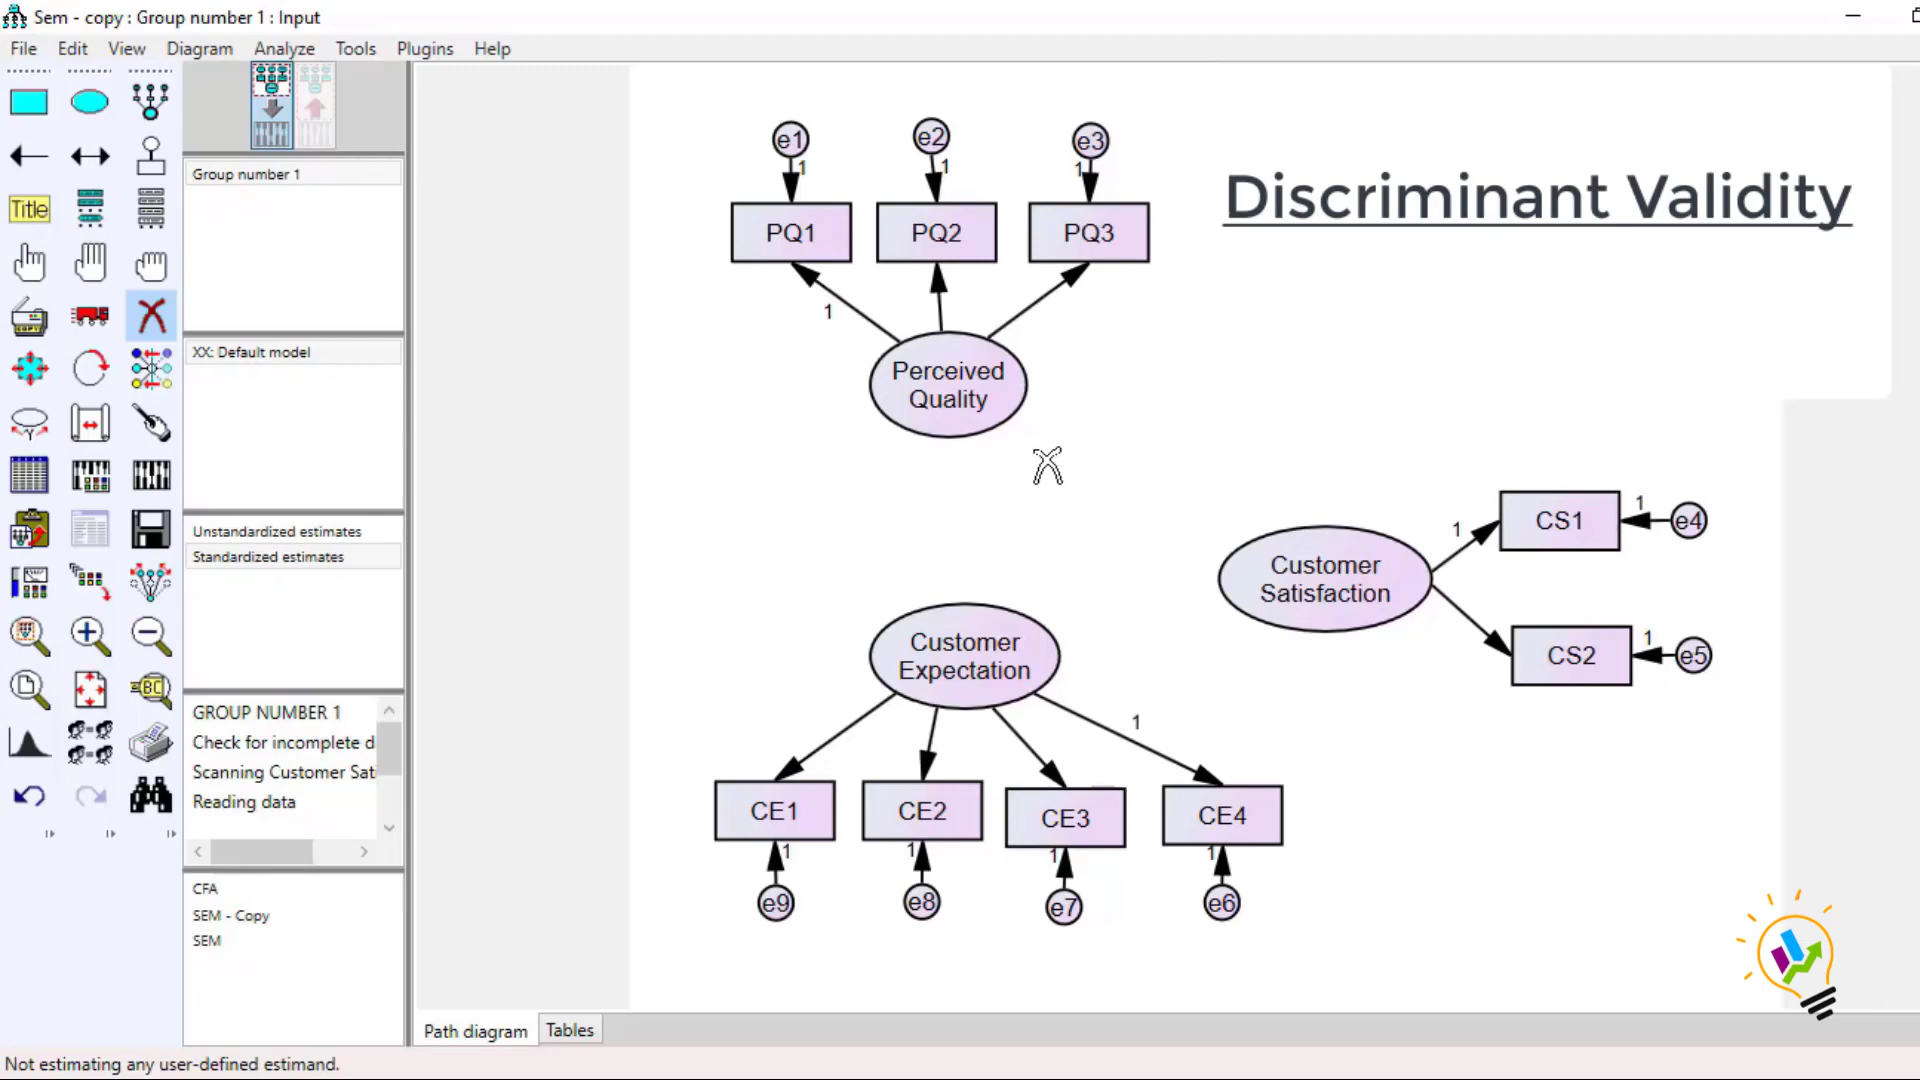 Sem - copy : Group number 1 : Input
File Edit View Diagram Analyze Tools Plugins Help
Title
Group number 1
XX: Default model
Unstandardized estimates
Standardized estimates
GROUP NUMBER 1
Check for incomplete d
Scanning Customer Sati
Reading data
CFA
SEM - Copy
SEM
Discriminant Validity
e1 e2 e3
1 1 1
PQ1 PQ2 PQ3
1
Perceived
Quality
Customer
Satisfaction
1 CS1 1 e4
CS2 1 e5
Customer
Expectation
1
CE1 CE2 CE3 CE4
1 1 1 1
e9 e8 e7 e6
Path diagram Tables
Not estimating any user-defined estimand.